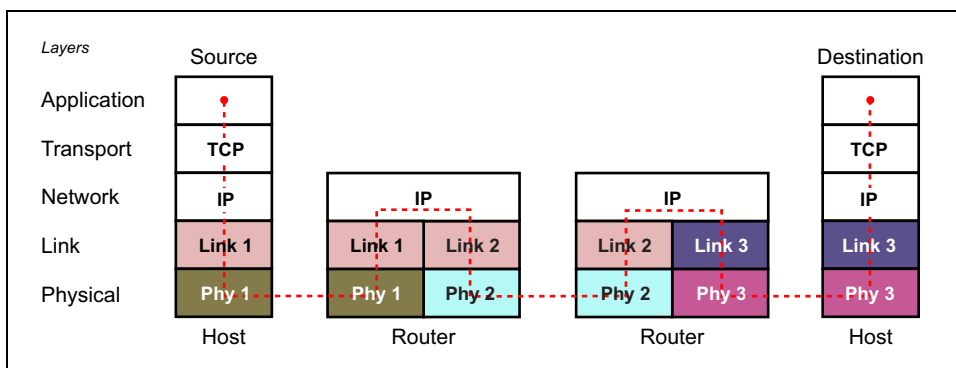 Layers
Source
Destination
Application
Transport
TCP
TCP
Network
IP
IP
IP
IP
Link
Link 1
Link 1
Link 2
Link 2
Link 3
Link 3
Physical
Phy 1
Phy 1
Phy 2
Phy 2
Phy 3
Phy 3
Host
Router
Router
Host